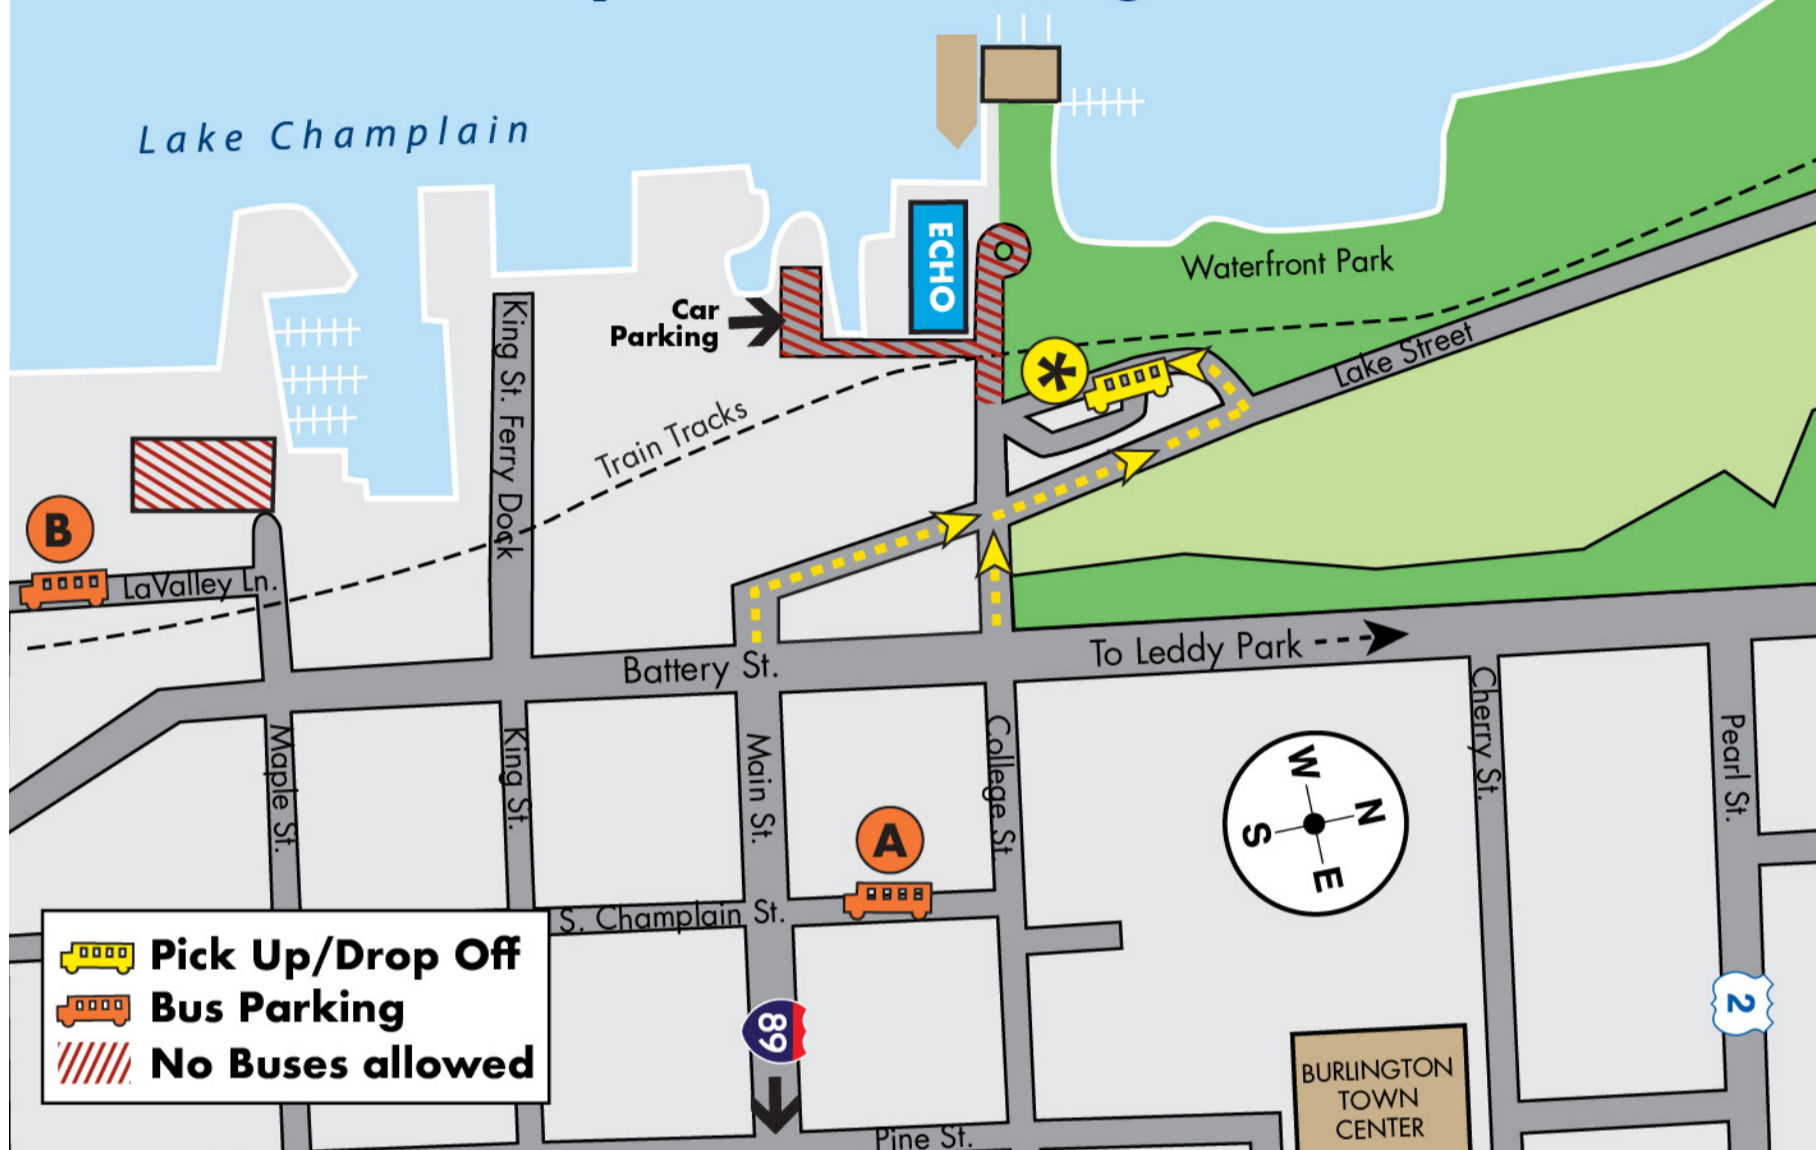 Lake Champlain
ECHO
Waterfront Park
Car
Parking
*
Lake Street
King St. Ferry Dock
Train Tracks
B
LaValley Ln.
To Leddy Park
Battery St.
Maple St.
King St.
Main St.
College St.
Cherry St.
Pearl St.
W
N
S
E
A
S. Champlain St.
Pick Up/Drop Off
Bus Parking
No Buses allowed
89
2
BURLINGTON
TOWN
CENTER
Pine St.